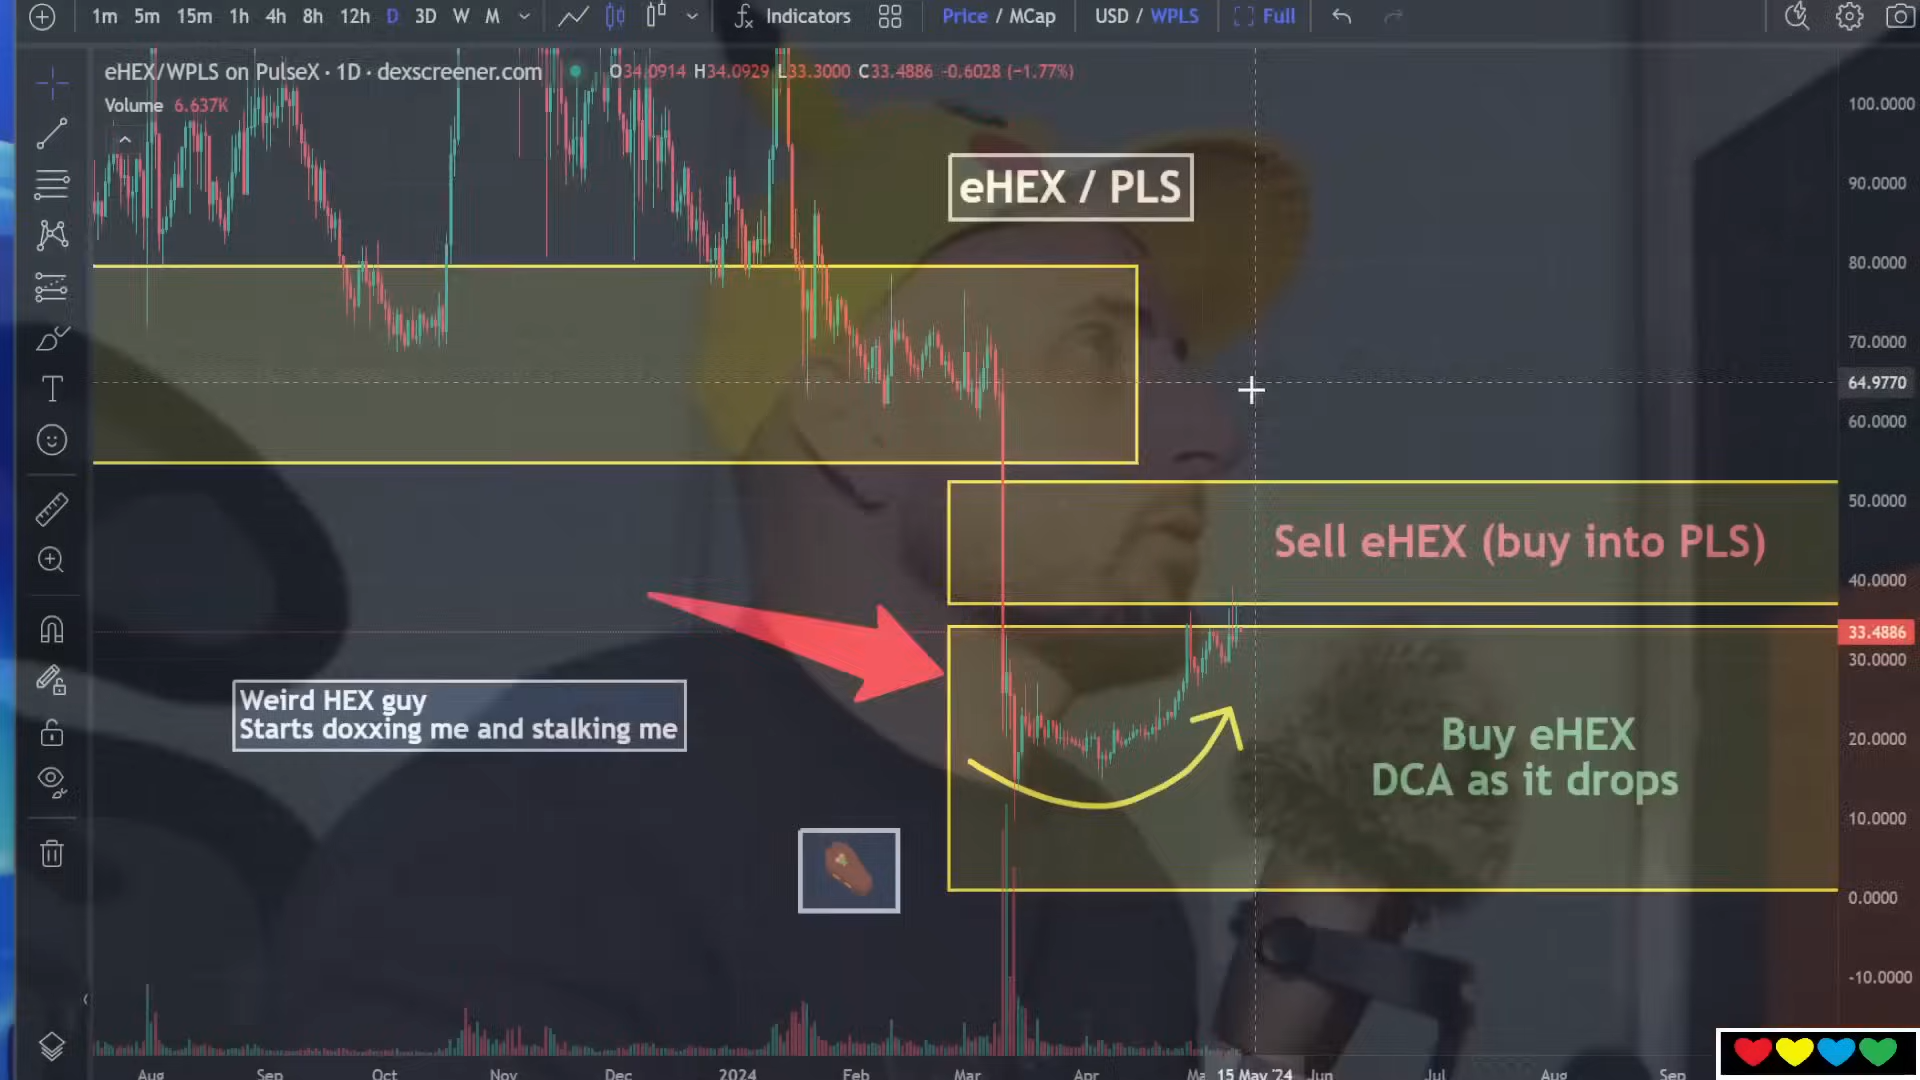 1m 5m 15m 1h 4h 8h 12h D 3D W M Indicators Price / MCap USD / WPLS Full
eHEX/WPLS on PulseX · 1D · dexscreener.com O34.0914 H34.0929 L33.3000 C33.4886 -0.6028 (−1.77%)
Volume 6.637K
100.0000
eHEX / PLS
90.0000
80.0000
70.0000
64.9770
60.0000
50.0000
Sell eHEX (buy into PLS)
40.0000
33.4886
30.0000
Weird HEX guy
Starts doxxing me and stalking me
Buy eHEX
DCA as it drops
20.0000
10.0000
0.0000
-10.0000
Aug Sep Oct Nov Dec 2024 Feb Mar Apr 15 May '24 Jun Jul Aug Sep